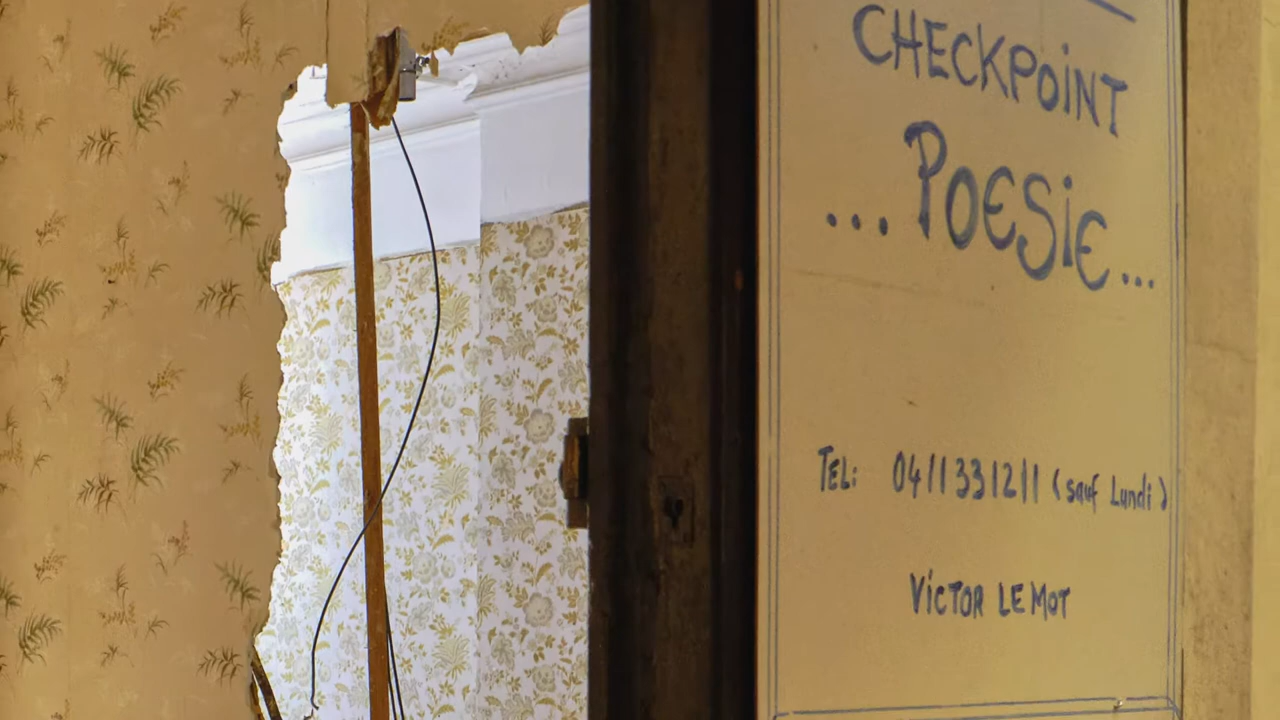 CHECKPOINT
... POESIE ...
TEL: 0411331211 (sauf Lundi)
VICTOR LE MOT